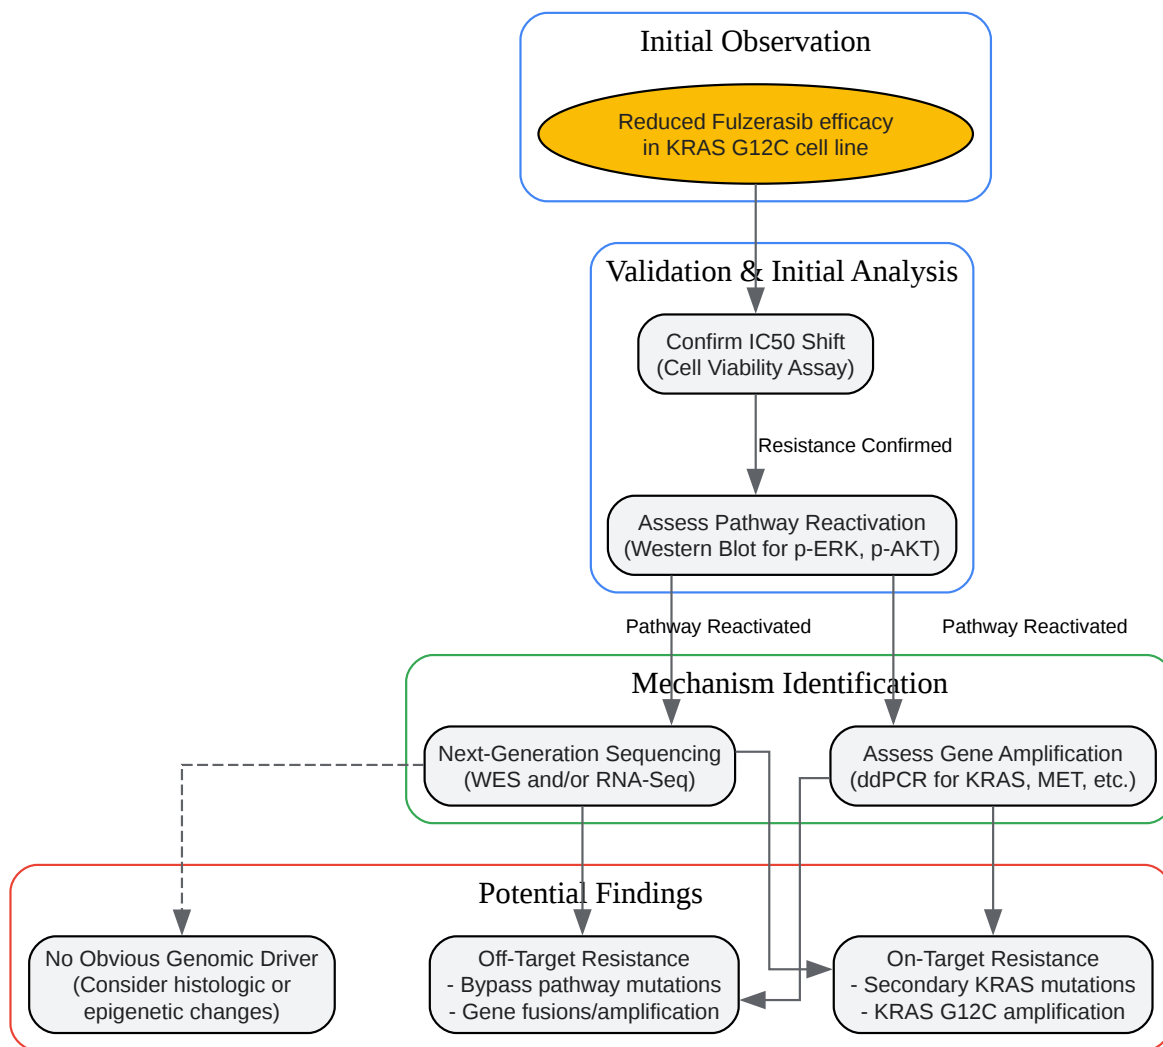 Initial Observation
Reduced Fulzerasib efficacy
in KRAS G12C cell line
Validation & Initial Analysis
Confirm IC50 Shift
(Cell Viability Assay)
Resistance Confirmed
Assess Pathway Reactivation
(Western Blot for p-ERK, p-AKT)
Pathway Reactivated
Pathway Reactivated
Mechanism Identification
Next-Generation Sequencing
(WES and/or RNA-Seq)
Assess Gene Amplification
(ddPCR for KRAS, MET, etc.)
Potential Findings
No Obvious Genomic Driver
(Consider histologic or
epigenetic changes)
Off-Target Resistance
- Bypass pathway mutations
- Gene fusions/amplification
On-Target Resistance
- Secondary KRAS mutations
- KRAS G12C amplification